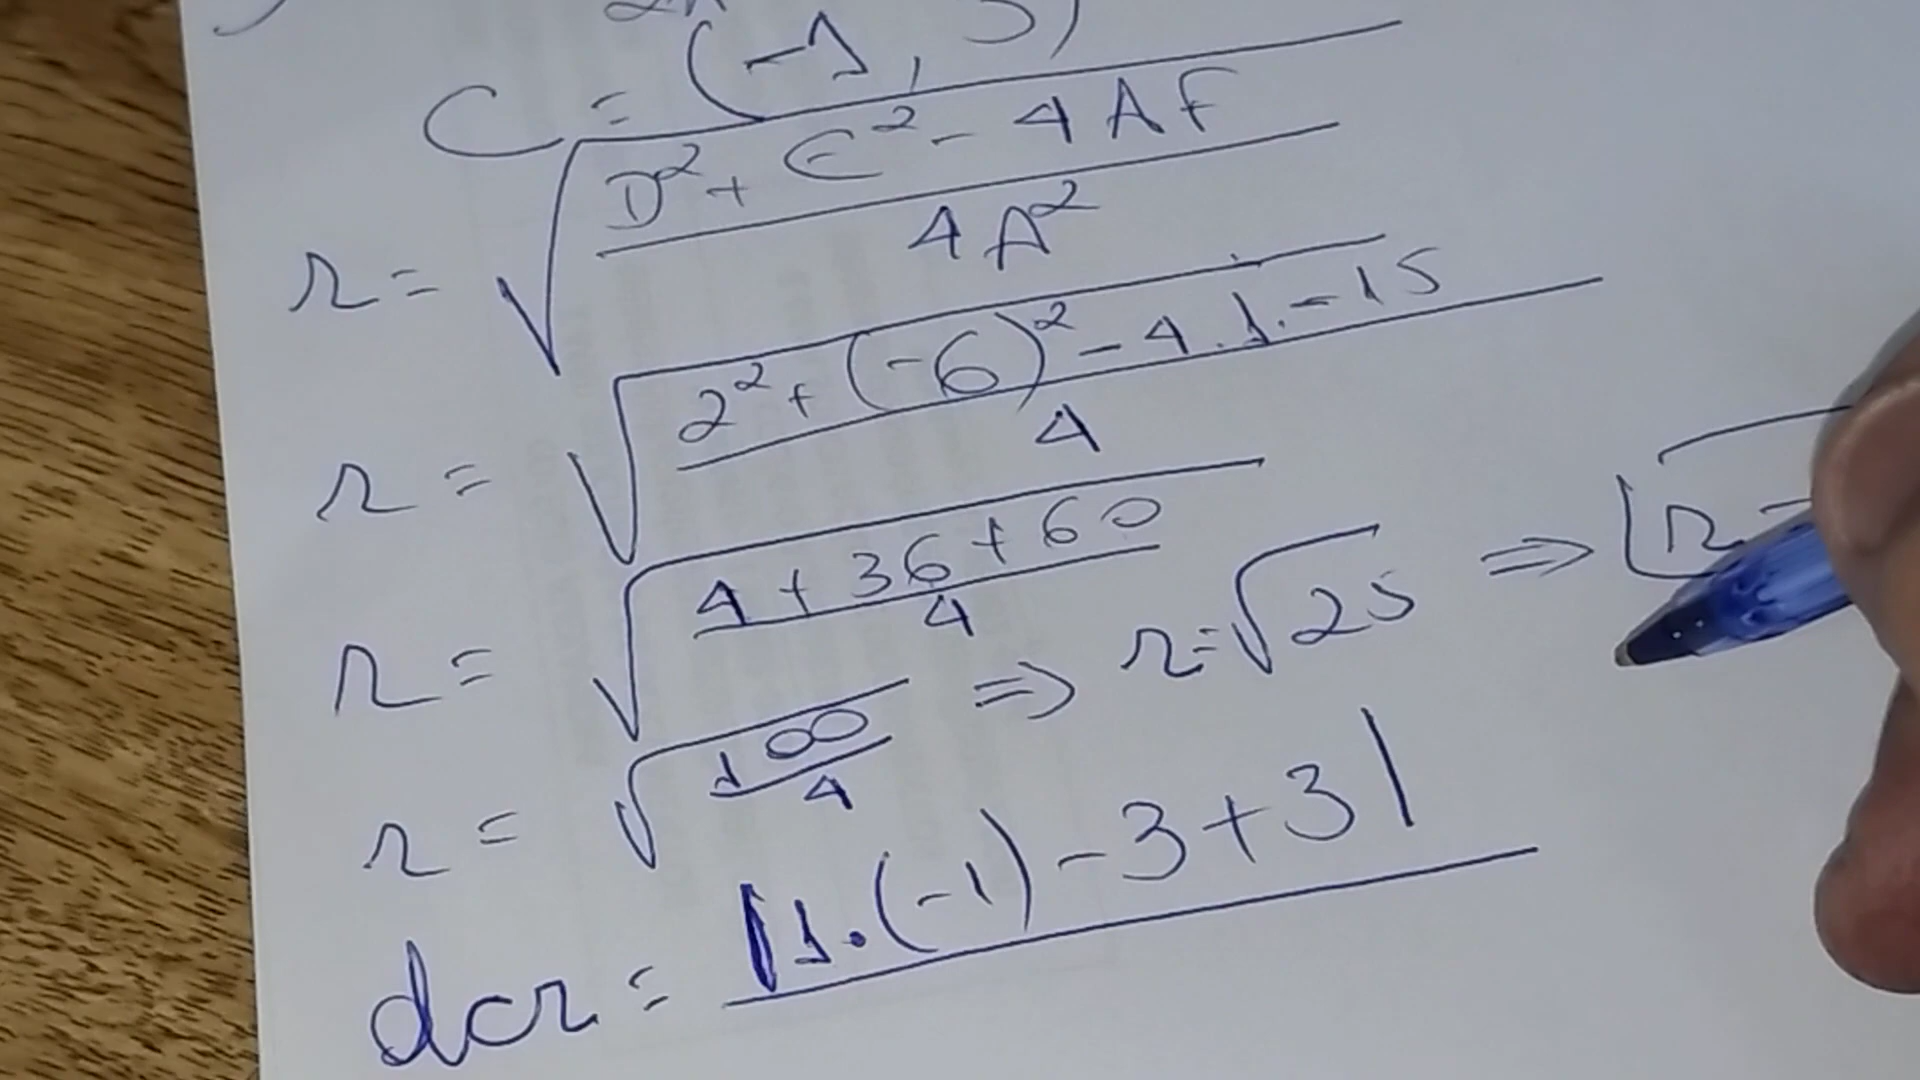 C = (-1, 3)
r = √((D² + E² - 4AF) / 4A²)
r = √((2² + (-6)² - 4.1.-15) / 4)
r = √((4 + 36 + 60) / 4)
r = √(100 / 4) ⇒ r = √25 ⇒ r =
dcr = |1.(-1) - 3 + 3|